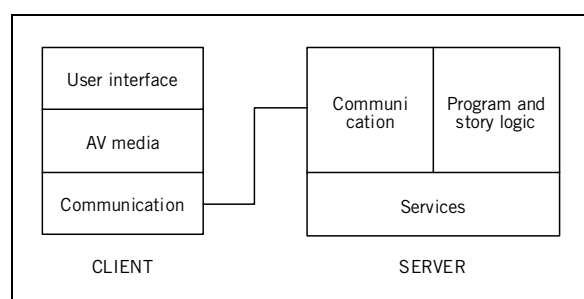 User interface
AV media
Communication
CLIENT
Communi
cation
Program and
story logic
Services
SERVER